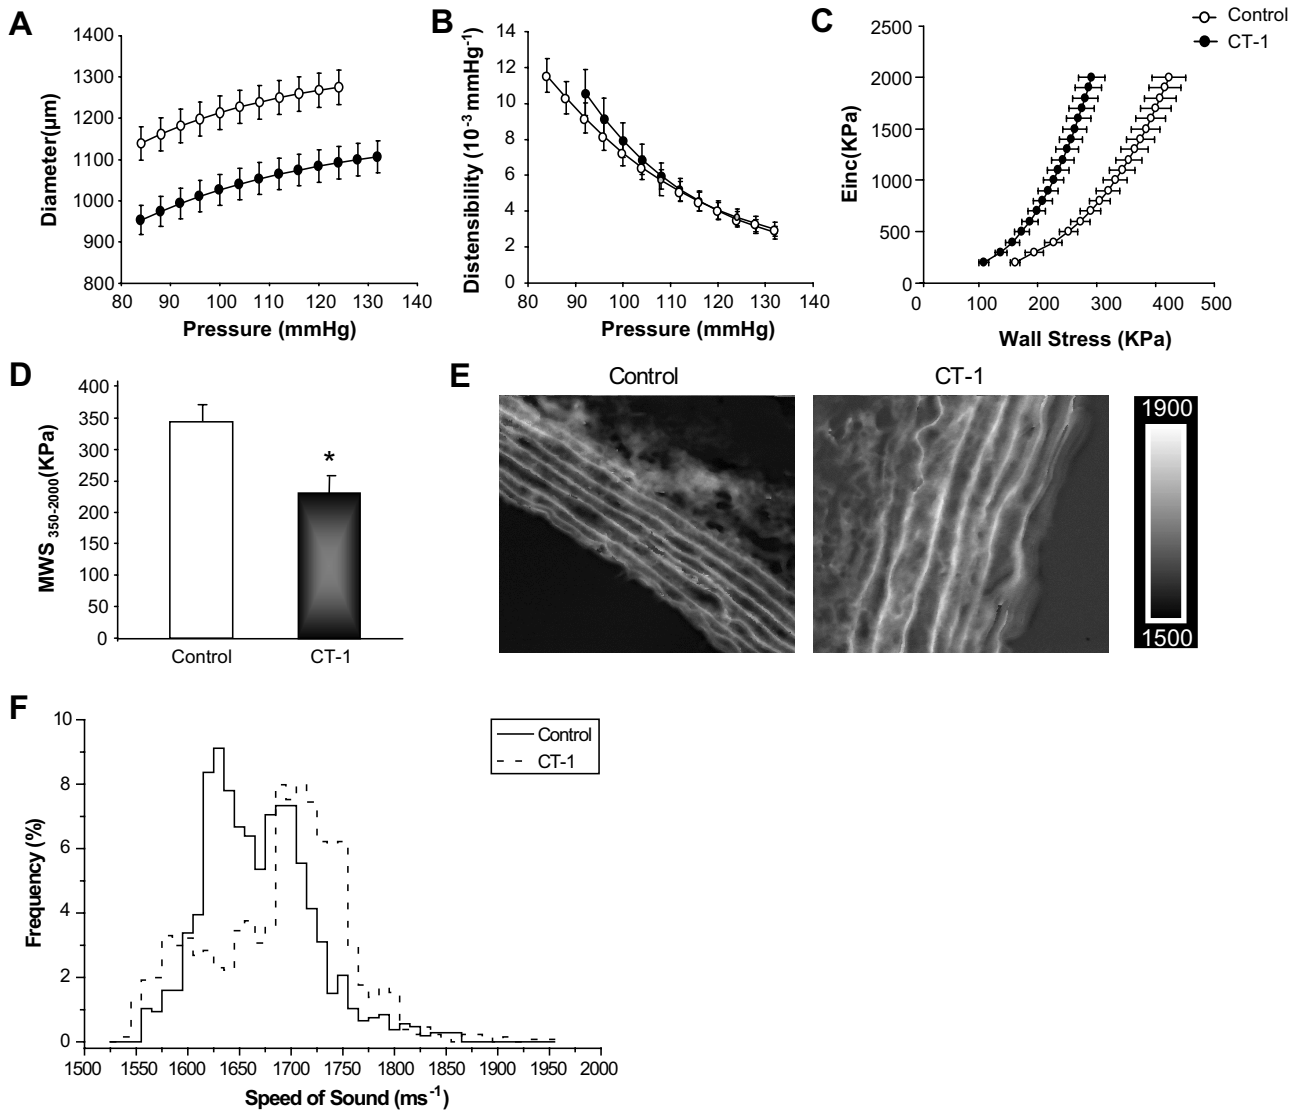 A
1400
1300
1200
1100
1000
900
800
80 90 100 110 120 130 140
Diameter(µm)
Pressure (mmHg)
B
14
12
10
8
6
4
2
0
80 90 100 110 120 130 140
Distensibility (10-3 mmHg-1)
Pressure (mmHg)
C
Control
CT-1
2500
2000
1500
1000
500
0
0 100 200 300 400 500
Einc(KPa)
Wall Stress (KPa)
D
400
350
300
250
200
150
100
50
0
MWS 350-2000(KPa)
*
Control CT-1
E
Control CT-1
1900
1500
F
10
8
6
4
2
0
1500 1550 1600 1650 1700 1750 1800 1850 1900 1950 2000
Frequency (%)
Speed of Sound (ms-1)
Control
CT-1